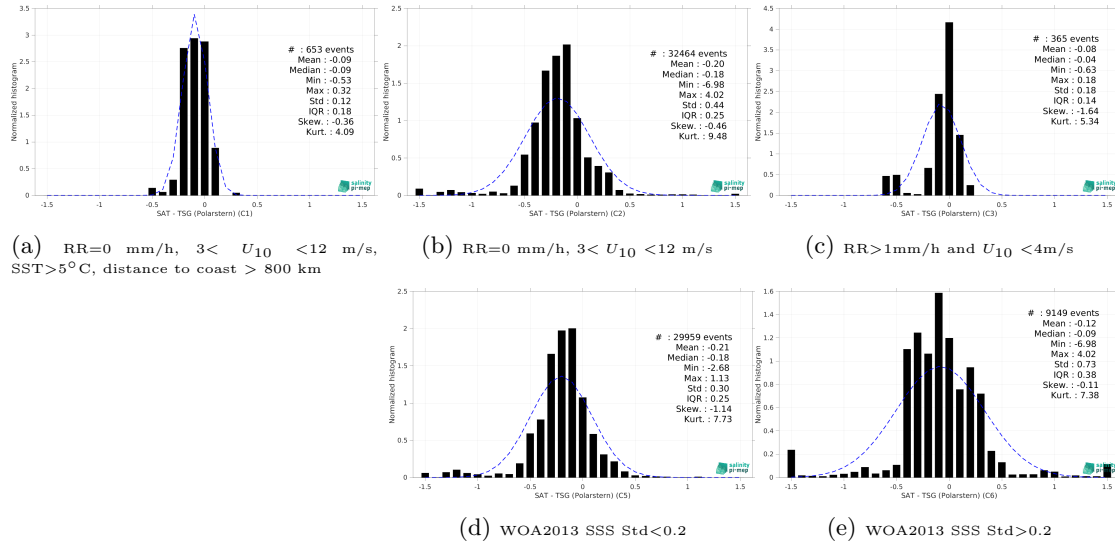 3.5
3
2.5
2
1.5
1
0.5
0
-1.5 -1 -0.5 0 0.5 1 1.5
Normalized histogram
SAT - TSG (Polarstern) (C1)
# : 653 events
Mean : -0.09
Median : -0.09
Min : -0.53
Max : 0.32
Std : 0.12
IQR : 0.18
Skew. : -0.36
Kurt. : 4.09
salinity
pi-mep
(a) RR=0 mm/h, 3< U10 <12 m/s,
SST>5°C, distance to coast > 800 km
2.5
2
1.5
1
0.5
0
-1.5 -1 -0.5 0 0.5 1 1.5
Normalized histogram
SAT - TSG (Polarstern) (C2)
# : 32464 events
Mean : -0.20
Median : -0.18
Min : -6.98
Max : 4.02
Std : 0.44
IQR : 0.25
Skew. : -0.46
Kurt. : 9.48
salinity
pi-mep
(b) RR=0 mm/h, 3< U10 <12 m/s
4.5
4
3.5
3
2.5
2
1.5
1
0.5
0
-1.5 -1 -0.5 0 0.5 1 1.5
Normalized histogram
SAT - TSG (Polarstern) (C3)
# : 365 events
Mean : -0.08
Median : -0.04
Min : -0.63
Max : 0.18
Std : 0.18
IQR : 0.14
Skew. : -1.64
Kurt. : 5.34
salinity
pi-mep
(c) RR>1mm/h and U10 <4m/s
2.5
2
1.5
1
0.5
0
-1.5 -1 -0.5 0 0.5 1 1.5
Normalized histogram
SAT - TSG (Polarstern) (C5)
# : 29959 events
Mean : -0.21
Median : -0.18
Min : -2.68
Max : 1.13
Std : 0.30
IQR : 0.25
Skew. : -1.14
Kurt. : 7.73
salinity
pi-mep
(d) WOA2013 SSS Std<0.2
1.6
1.4
1.2
1
0.8
0.6
0.4
0.2
0
-1.5 -1 -0.5 0 0.5 1 1.5
Normalized histogram
SAT - TSG (Polarstern) (C6)
# : 9149 events
Mean : -0.12
Median : -0.09
Min : -6.98
Max : 4.02
Std : 0.73
IQR : 0.38
Skew. : -0.11
Kurt. : 7.38
salinity
pi-mep
(e) WOA2013 SSS Std>0.2